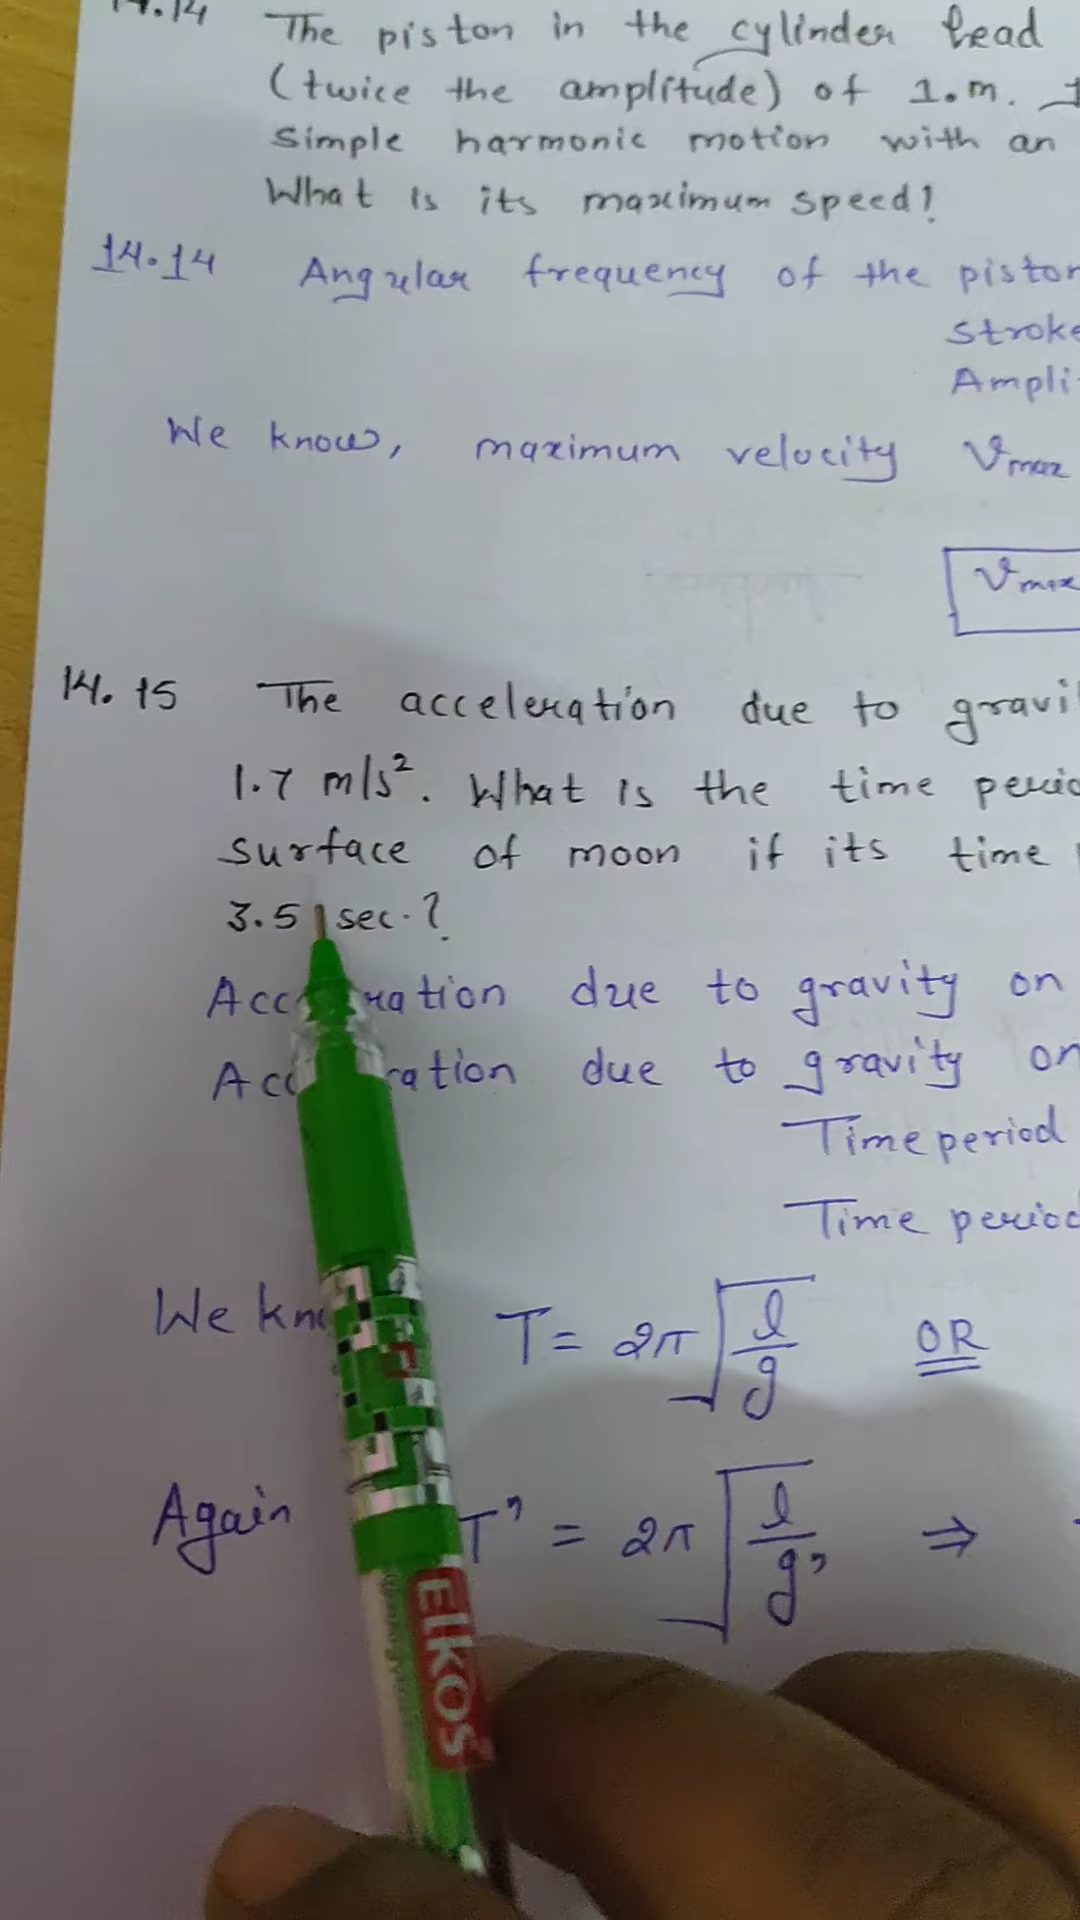 The piston in the cylinder head
(twice the amplitude) of 1.m.
simple harmonic motion with an
What is its maximum speed!
14.14 Angular frequency of the piston
Stroke
Ampli
We know, maximum velocity Vmax
Vmax
14.15 The acceleration due to gravi
1.7 m/s². What is the time perio
surface of moon if its time
3.5 sec.?
Acc ration due to gravity on
Acc ration due to gravity on
Time period
Time perioc
We kno T = 2π√(l/g) OR
Again T' = 2π√(l/g') ⇒
ELKOS